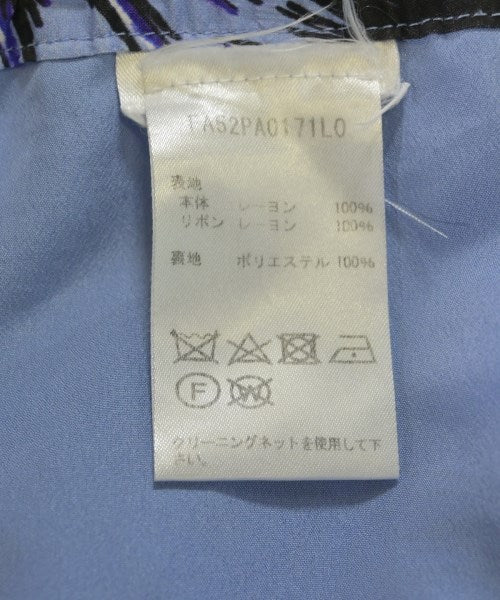 FA52PA0171L0
表地
本体 レーヨン 100%
リボン レーヨン 100%
裏地 ポリエステル 100%
F W
クリーニングネットを使用して下
さい。